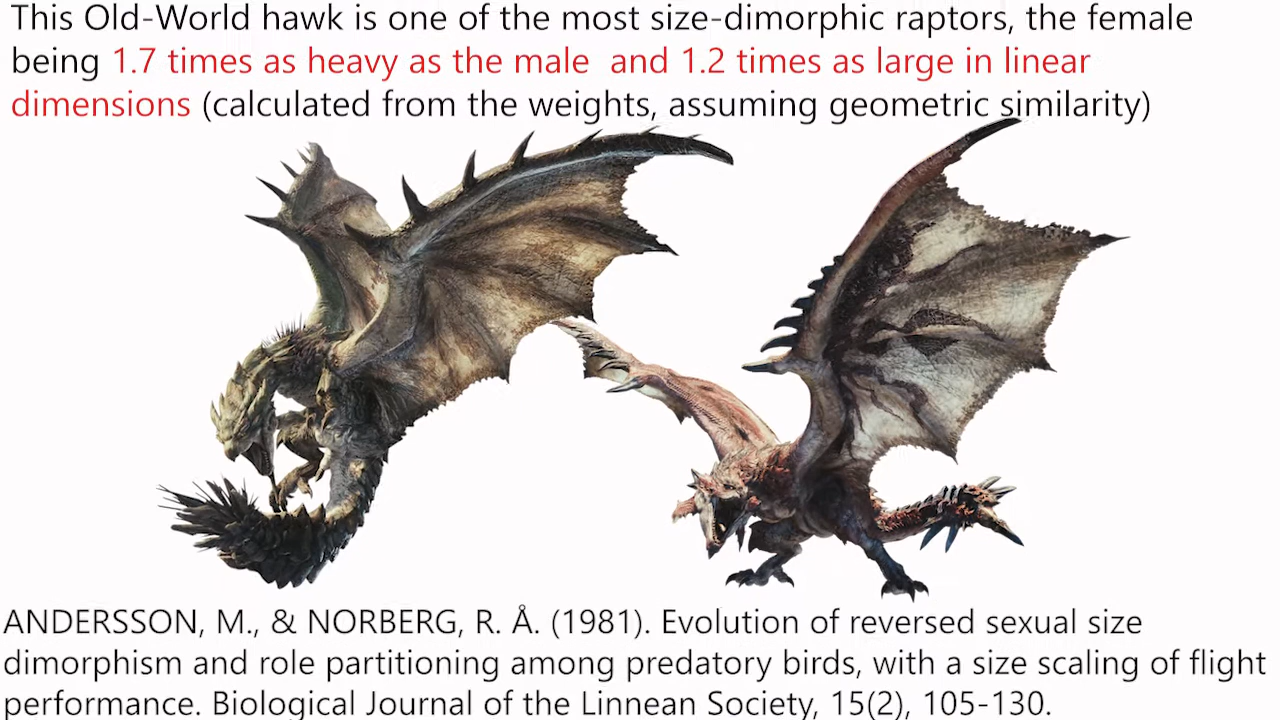 This Old-World hawk is one of the most size-dimorphic raptors, the female
being 1.7 times as heavy as the male  and 1.2 times as large in linear
dimensions (calculated from the weights, assuming geometric similarity)
ANDERSSON, M., & NORBERG, R. Å. (1981). Evolution of reversed sexual size
dimorphism and role partitioning among predatory birds, with a size scaling of flight
performance. Biological Journal of the Linnean Society, 15(2), 105-130.